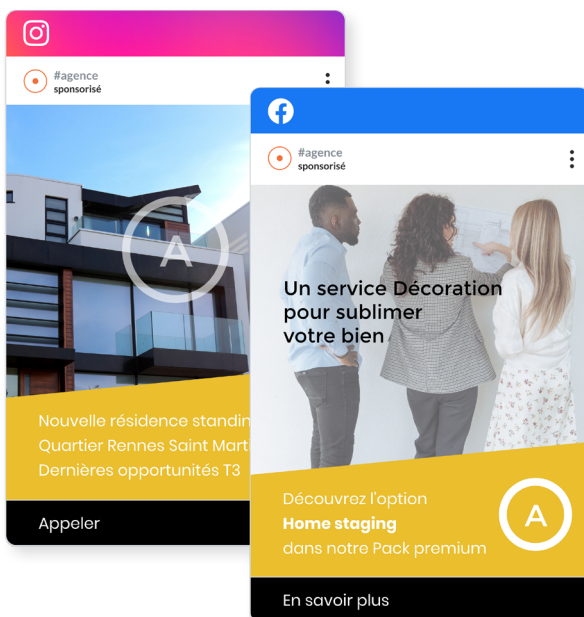 #agence
sponsorisé
A
Nouvelle résidence standin
Quartier Rennes Saint Mart
Dernières opportunités T3
Appeler
#agence
sponsorisé
Un service Décoration
pour sublimer
votre bien
Découvrez l'option
Home staging
dans notre Pack premium
A
En savoir plus